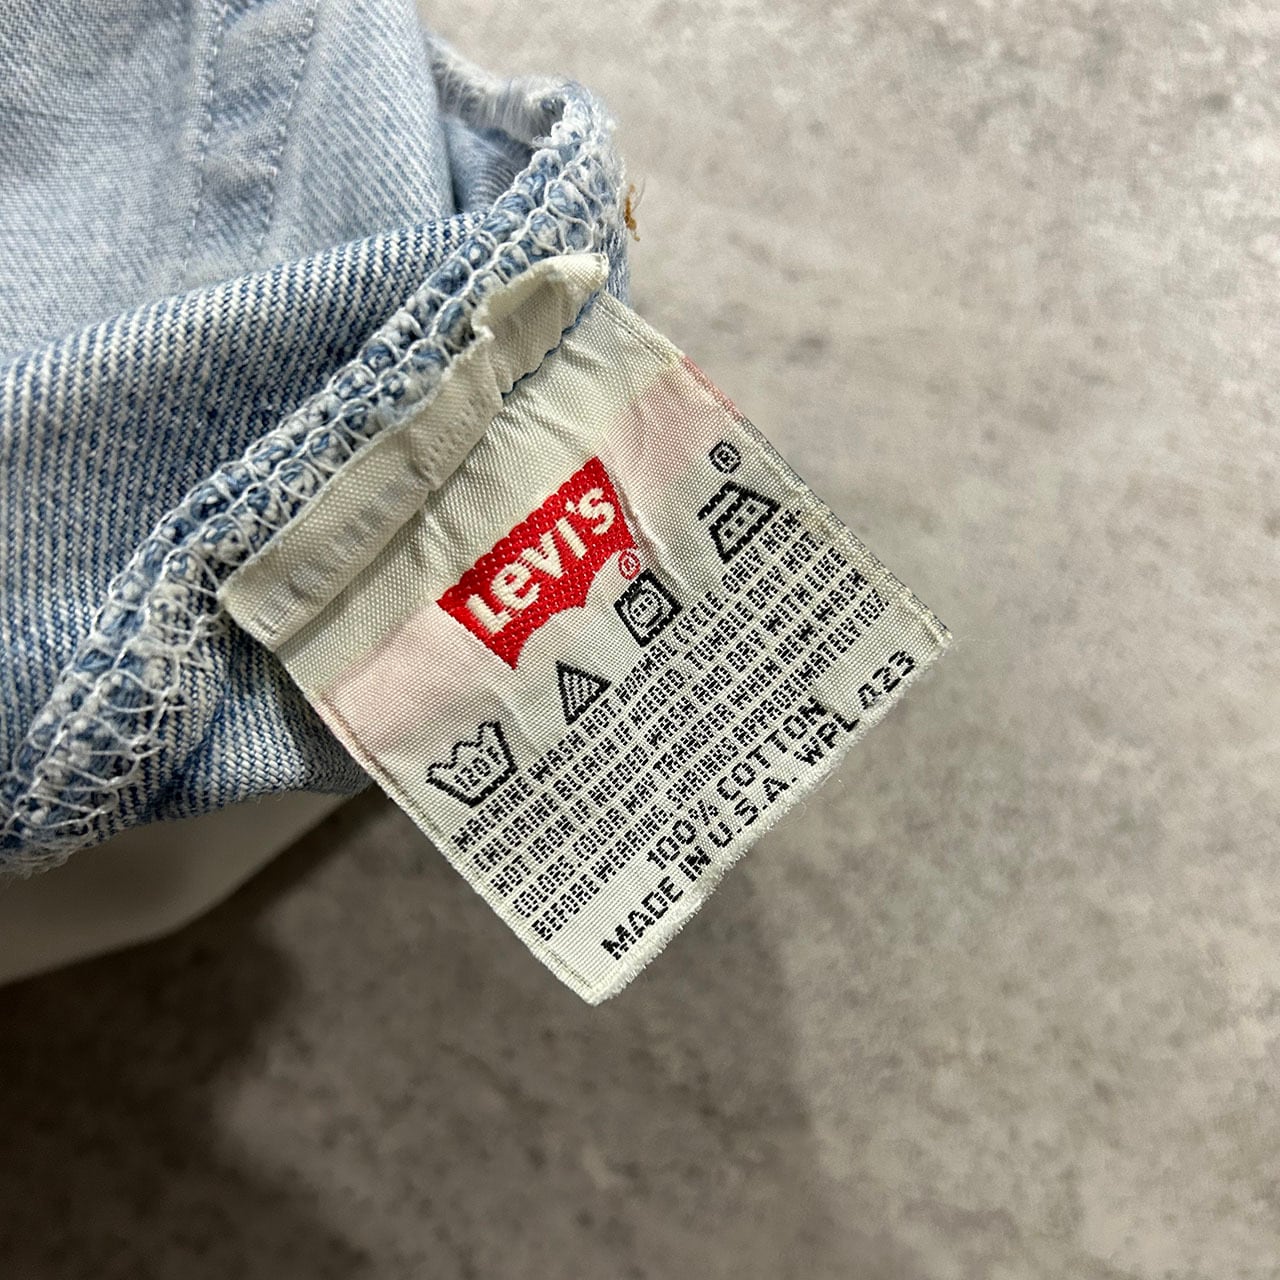 Levi's
®
®
120F
MACHINE WASH HOT NORMAL CYCLE. ONLY NON-
CHLORINE BLEACH IF NEEDED. TUMBLE DRY HOT.
HOT IRON IF NEEDED. WASH AND DRY WITH LIKE
COLORS. COLOR MAY TRANSFER WHEN NEW. WASH
BEFORE WEARING. SHRINKS APPROXIMATELY 10%
100% COTTON
MADE IN U.S.A. WPL 423